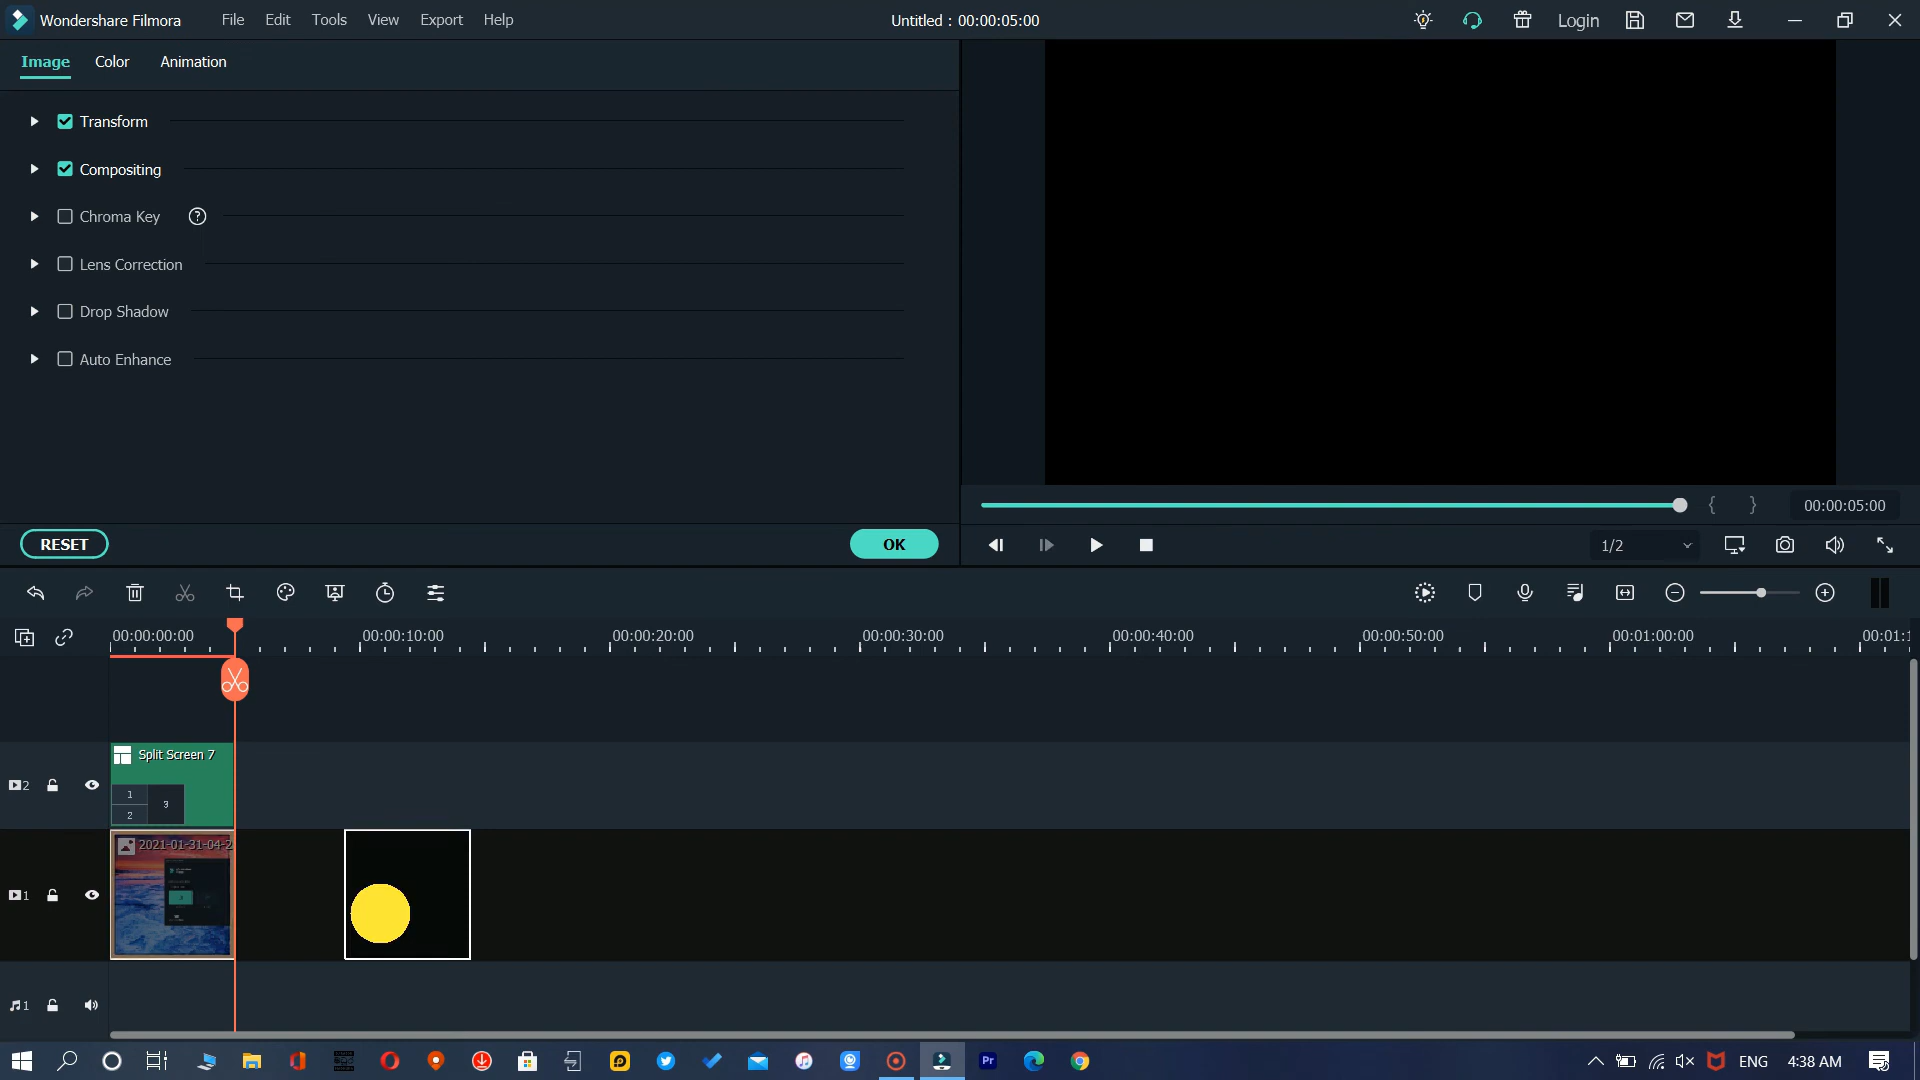 Wondershare Filmora File Edit Tools View Export Help Untitled : 00:00:05:00 Login
Image Color Animation
Transform
Compositing
Chroma Key ?
Lens Correction
Drop Shadow
Auto Enhance
{ } 00:00:05:00
RESET OK 1/2
00:00:00:00 00:00:10:00 00:00:20:00 00:00:30:00 00:00:40:00 00:00:50:00 00:01:00:00 00:01:1
Split Screen 7
2
1
3
2
2021-01-31-04-2
1
1
Pr ENG 4:38 AM